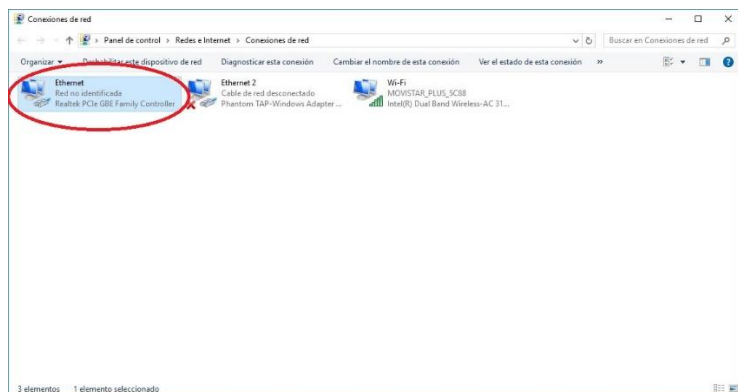 Conexiones de red
Panel de control > Redes e Internet > Conexiones de red
Buscar en Conexiones de red
Organizar Deshabilitar este dispositivo de red Diagnosticar esta conexión Cambiar el nombre de esta conexión Ver el estado de esta conexión »
Ethernet
Red no identificada
Realtek PCIe GBE Family Controller
Ethernet 2
Cable de red desconectado
Phantom TAP-Windows Adapter ...
Wi-Fi
MOVISTAR_PLUS_5C88
Intel(R) Dual Band Wireless-AC 31...
3 elementos 1 elemento seleccionado